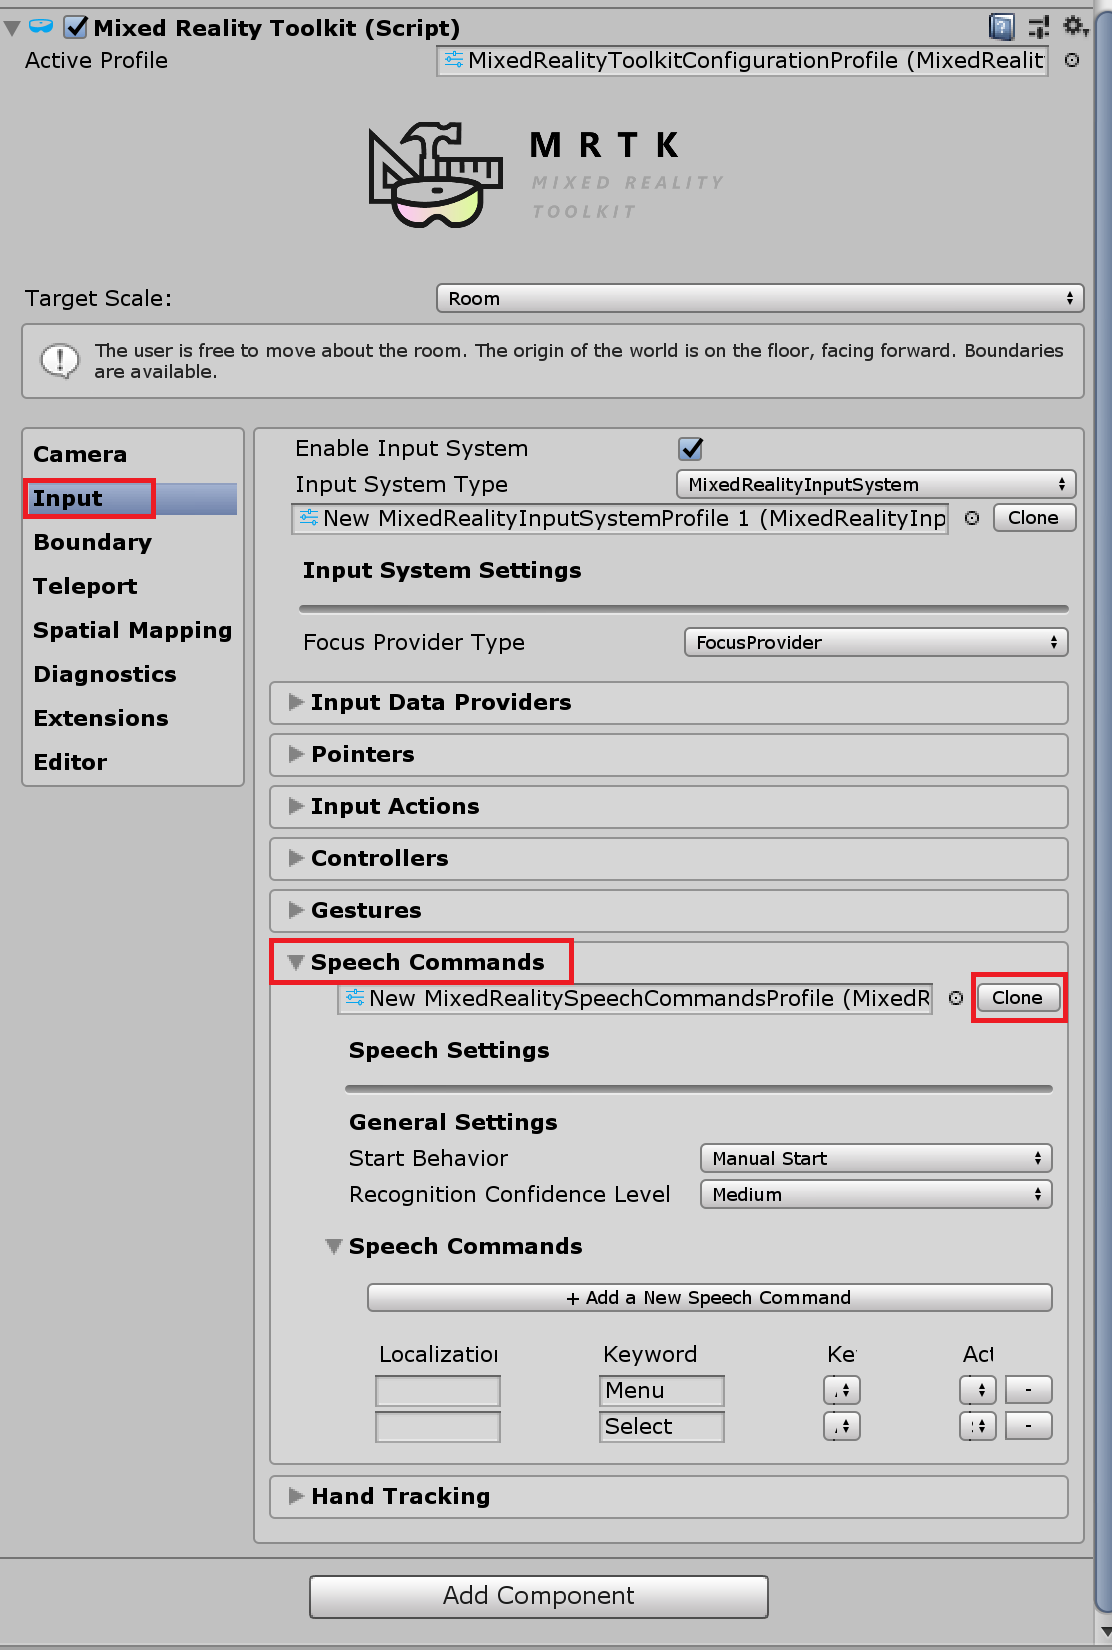 Mixed Reality Toolkit (Script)
Active Profile
MixedRealityToolkitConfigurationProfile (MixedRealit
MRTK
MIXED REALITY
TOOLKIT
Target Scale:
Room
The user is free to move about the room. The origin of the world is on the floor, facing forward. Boundaries
are available.
Camera
Input
Boundary
Teleport
Spatial Mapping
Diagnostics
Extensions
Editor
Enable Input System
Input System Type
MixedRealityInputSystem
New MixedRealityInputSystemProfile 1 (MixedRealityInp
Clone
Input System Settings
Focus Provider Type
FocusProvider
Input Data Providers
Pointers
Input Actions
Controllers
Gestures
Speech Commands
New MixedRealitySpeechCommandsProfile (MixedR
Clone
Speech Settings
General Settings
Start Behavior
Manual Start
Recognition Confidence Level
Medium
Speech Commands
+ Add a New Speech Command
Localization Keyword Ke Act
Menu -
Select -
Hand Tracking
Add Component